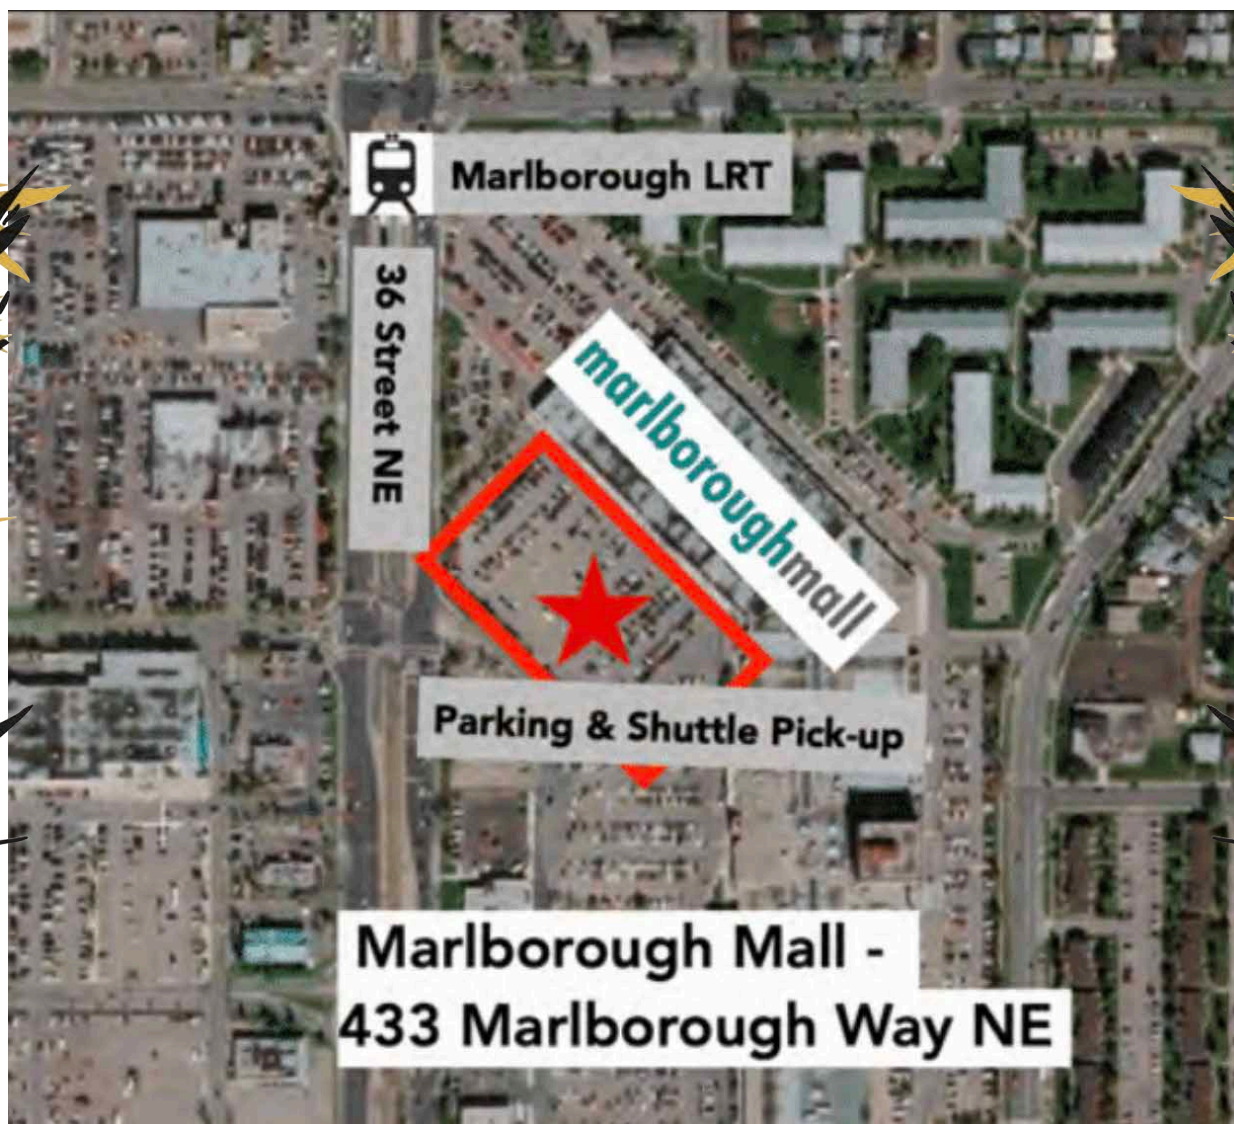 Marlborough LRT
36 Street NE
marlboroughmall
Parking & Shuttle Pick-up
Marlborough Mall -
433 Marlborough Way NE